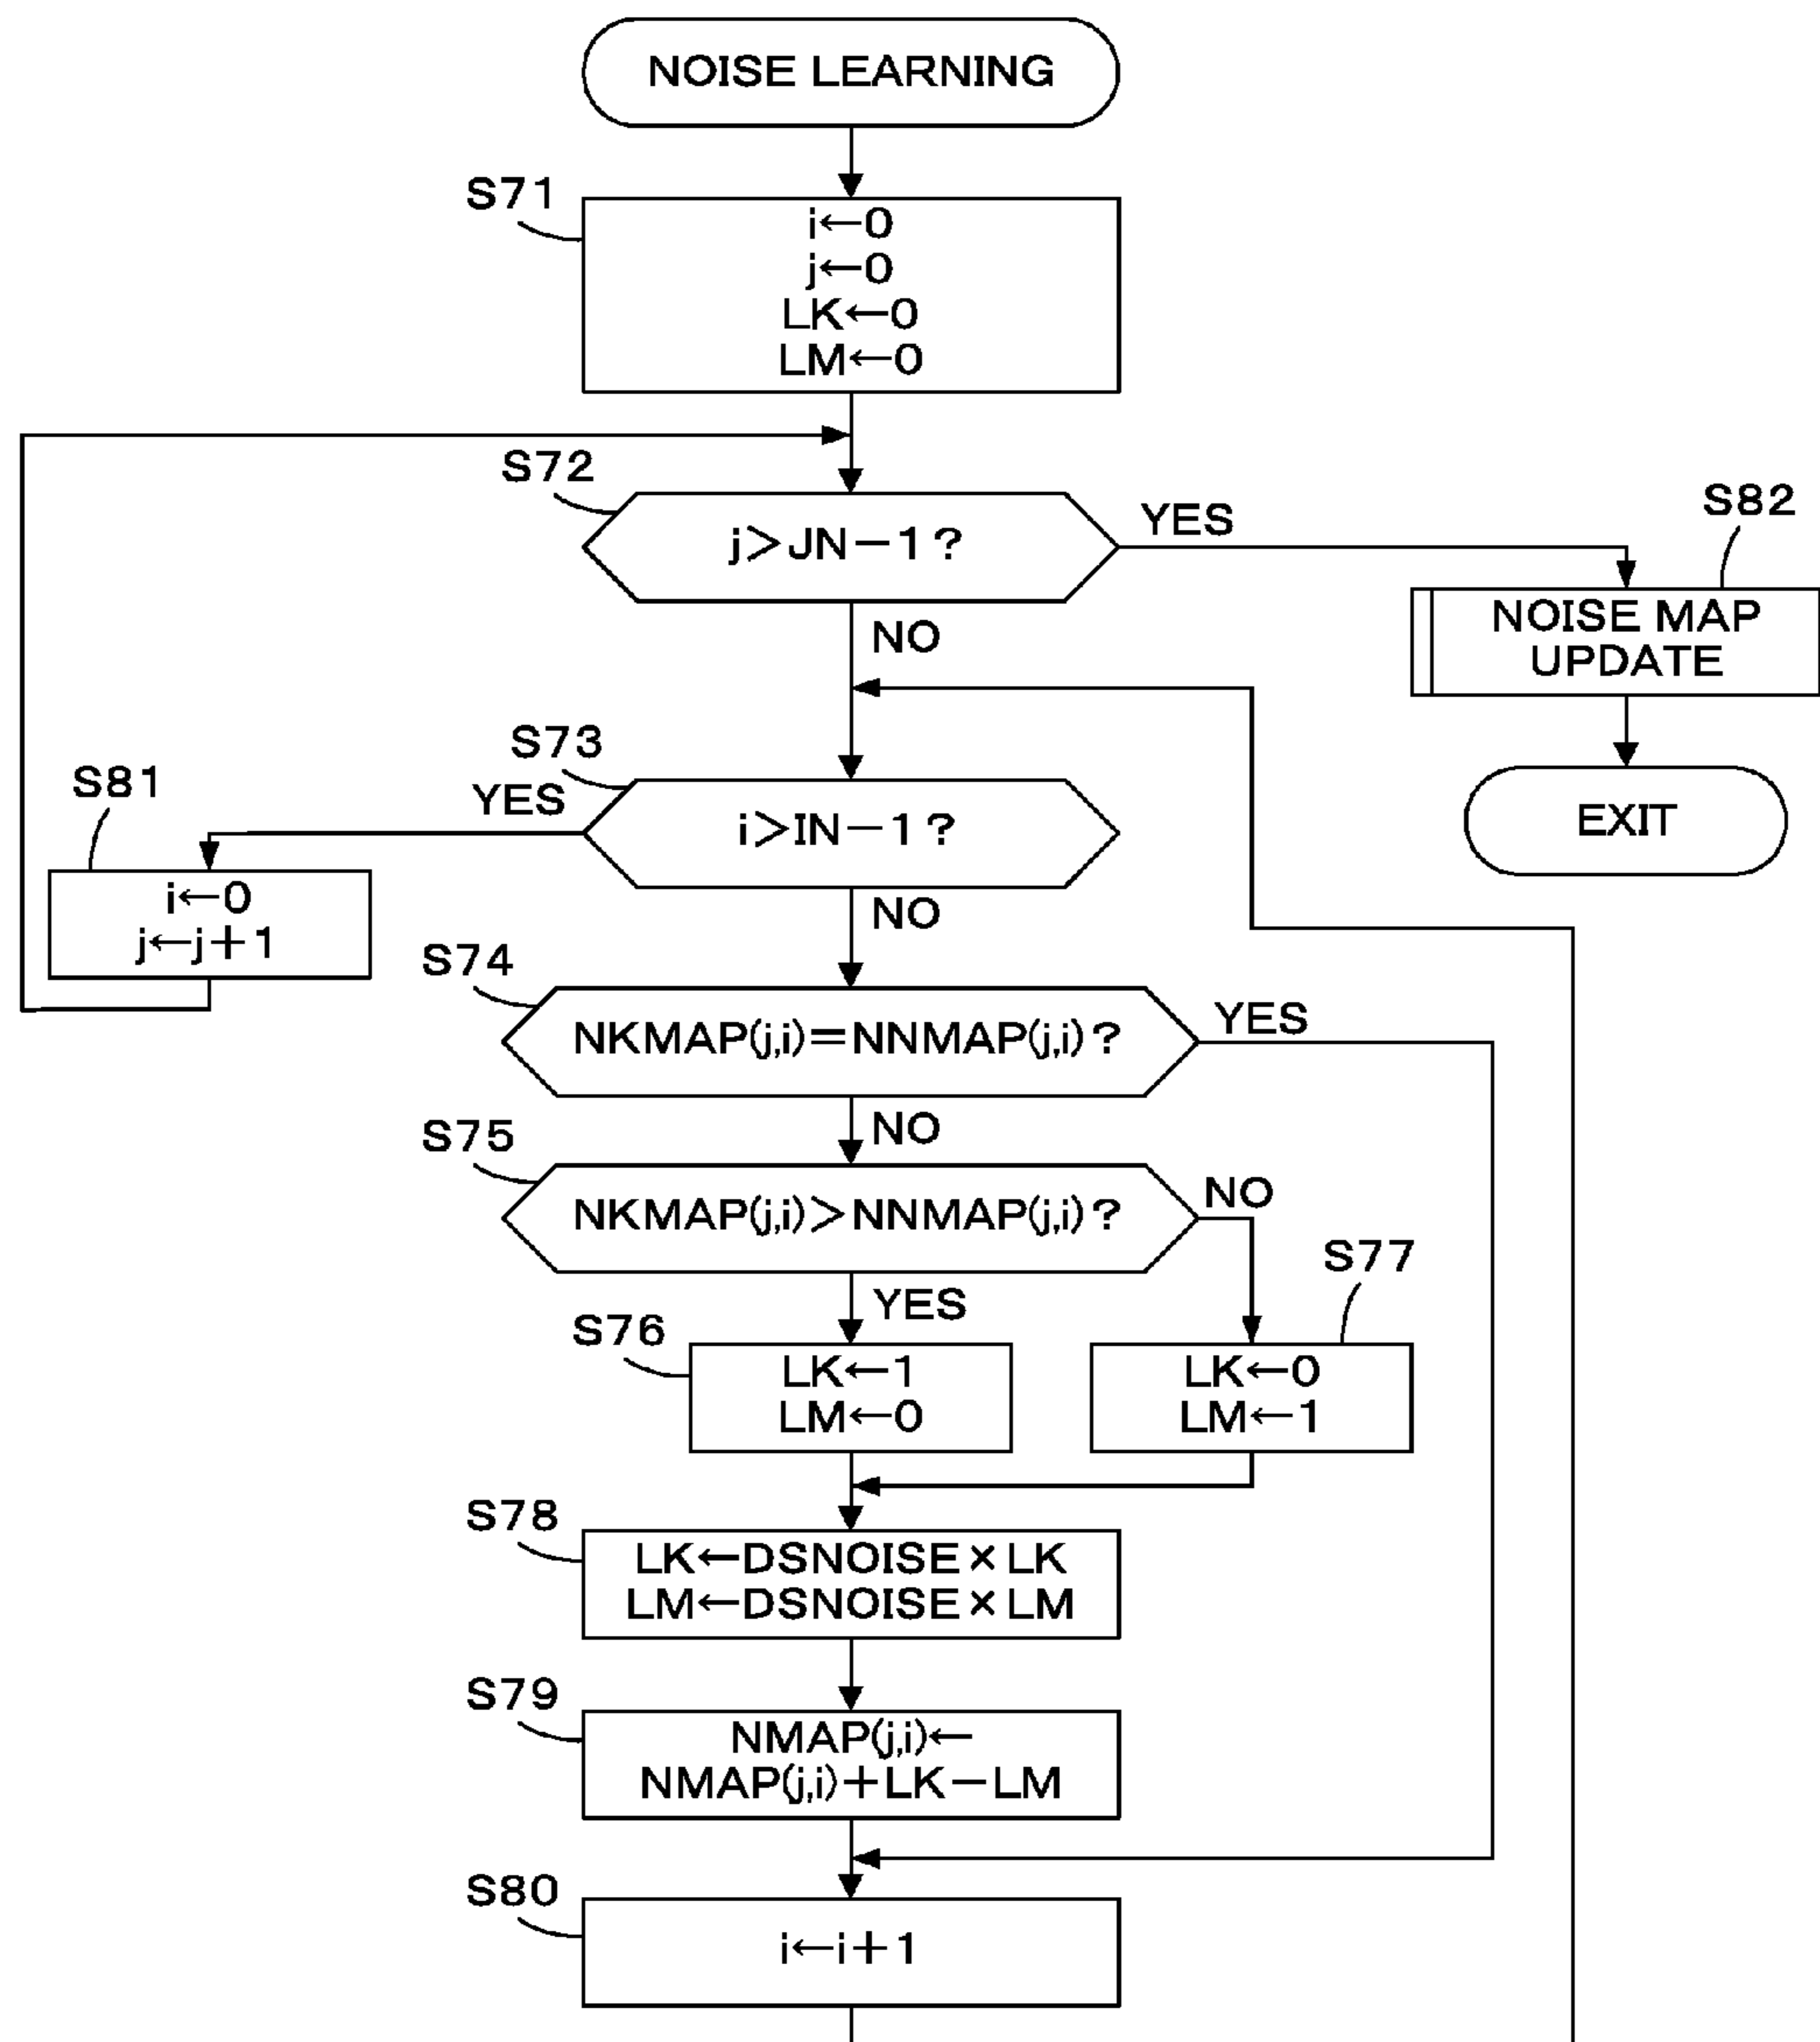 NOISE LEARNING
S71
i←0
j←0
LK←0
LM←0
S72
j>JN−1?
YES
NO
S82
NOISE MAP
UPDATE
EXIT
S73
i>IN−1?
YES
NO
S81
i←0
j←j+1
S74
NKMAP(j,i)=NNMAP(j,i)?
YES
NO
S75
NKMAP(j,i)>NNMAP(j,i)?
NO
YES
S76
LK←1
LM←0
S77
LK←0
LM←1
S78
LK←DSNOISE×LK
LM←DSNOISE×LM
S79
NMAP(j,i)←
NMAP(j,i)+LK−LM
S80
i←i+1